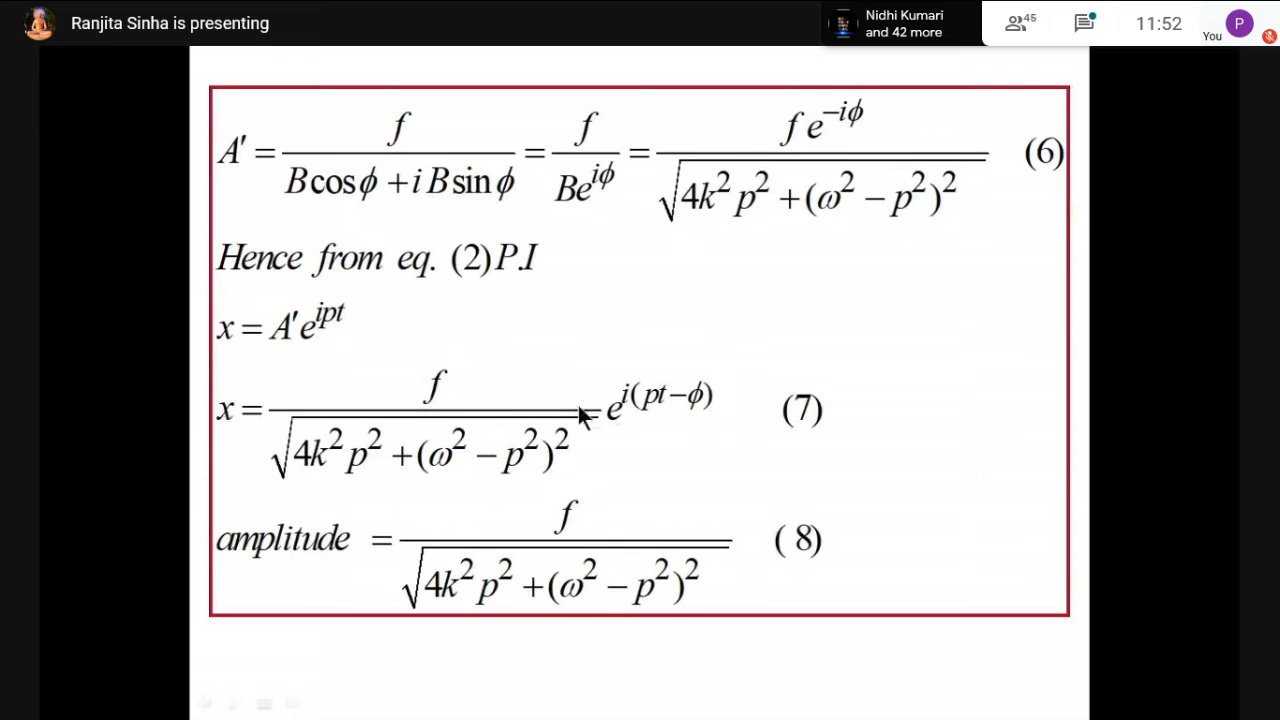 Ranjita Sinha is presenting
Nidhi Kumari
and 42 more
45
11:52
You
P
A' = f / (B cosϕ + i B sinϕ) = f / (Be^{iϕ}) = f e^{−iϕ} / √(4k²p² + (ω² − p²)²) (6)
Hence from eq. (2) P.I
x = A'e^{ipt}
x = f / √(4k²p² + (ω² − p²)²) e^{i(pt−ϕ)} (7)
amplitude = f / √(4k²p² + (ω² − p²)²) ( 8)